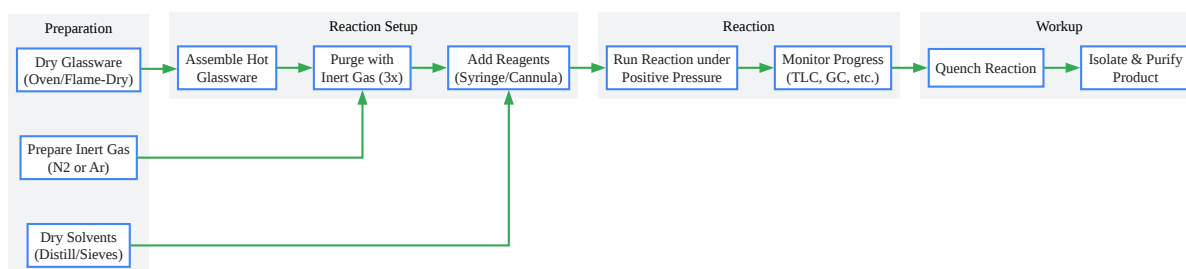 Preparation
Dry Glassware
(Oven/Flame-Dry)
Prepare Inert Gas
(N2 or Ar)
Dry Solvents
(Distill/Sieves)
Reaction Setup
Assemble Hot
Glassware
Purge with
Inert Gas (3x)
Add Reagents
(Syringe/Cannula)
Reaction
Run Reaction under
Positive Pressure
Monitor Progress
(TLC, GC, etc.)
Workup
Quench Reaction
Isolate & Purify
Product